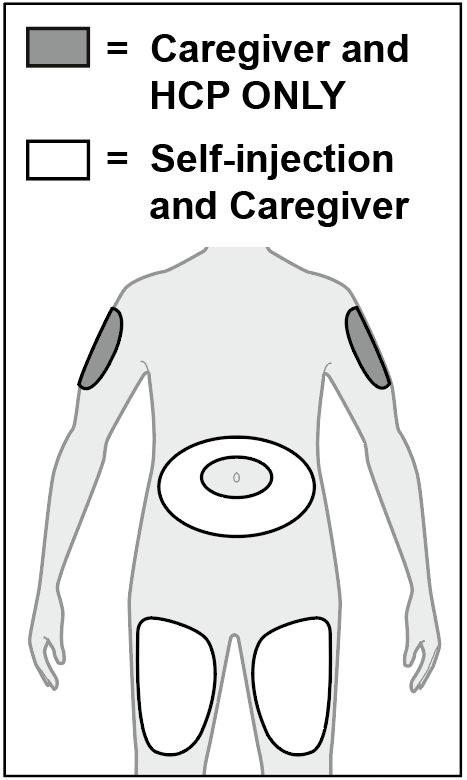 = Caregiver and
HCP ONLY
= Self-injection
and Caregiver